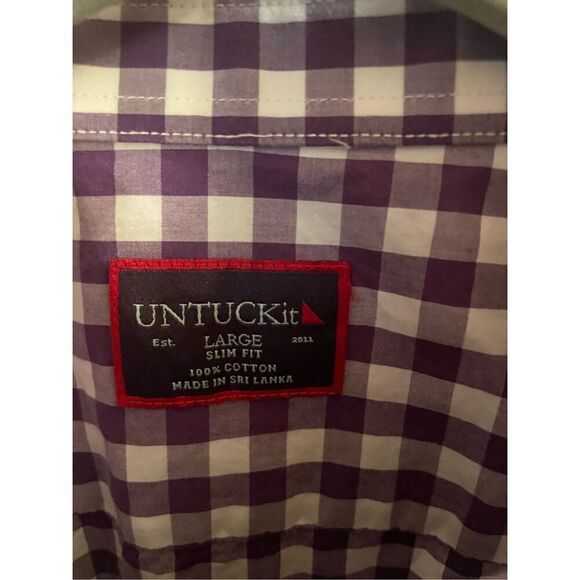 UNTUCKit
Est. LARGE 2011
SLIM FIT
100% COTTON
MADE IN SRI LANKA